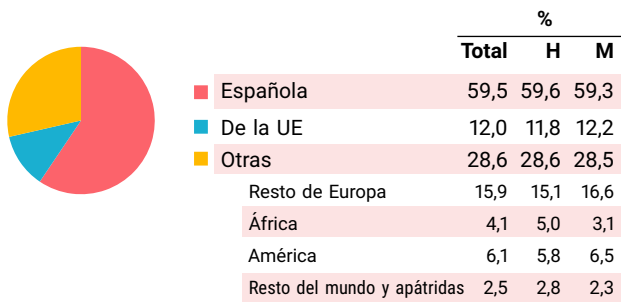 %
Total H M
Española 59,5 59,6 59,3
De la UE 12,0 11,8 12,2
Otras 28,6 28,6 28,5
Resto de Europa 15,9 15,1 16,6
África 4,1 5,0 3,1
América 6,1 5,8 6,5
Resto del mundo y apátridas 2,5 2,8 2,3